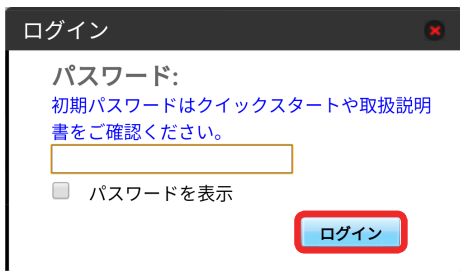 ログイン
パスワード:
初期パスワードはクイックスタートや取扱説明
書をご確認ください。
パスワードを表示
ログイン